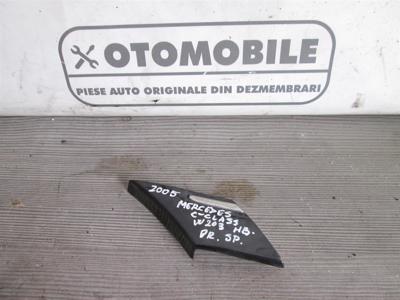 OTOMOBILE
PIESE AUTO ORIGINALE DIN DEZMEMBRARI
2005
MERCEDES
C-CLASS
W203 HB.
DR. SP.